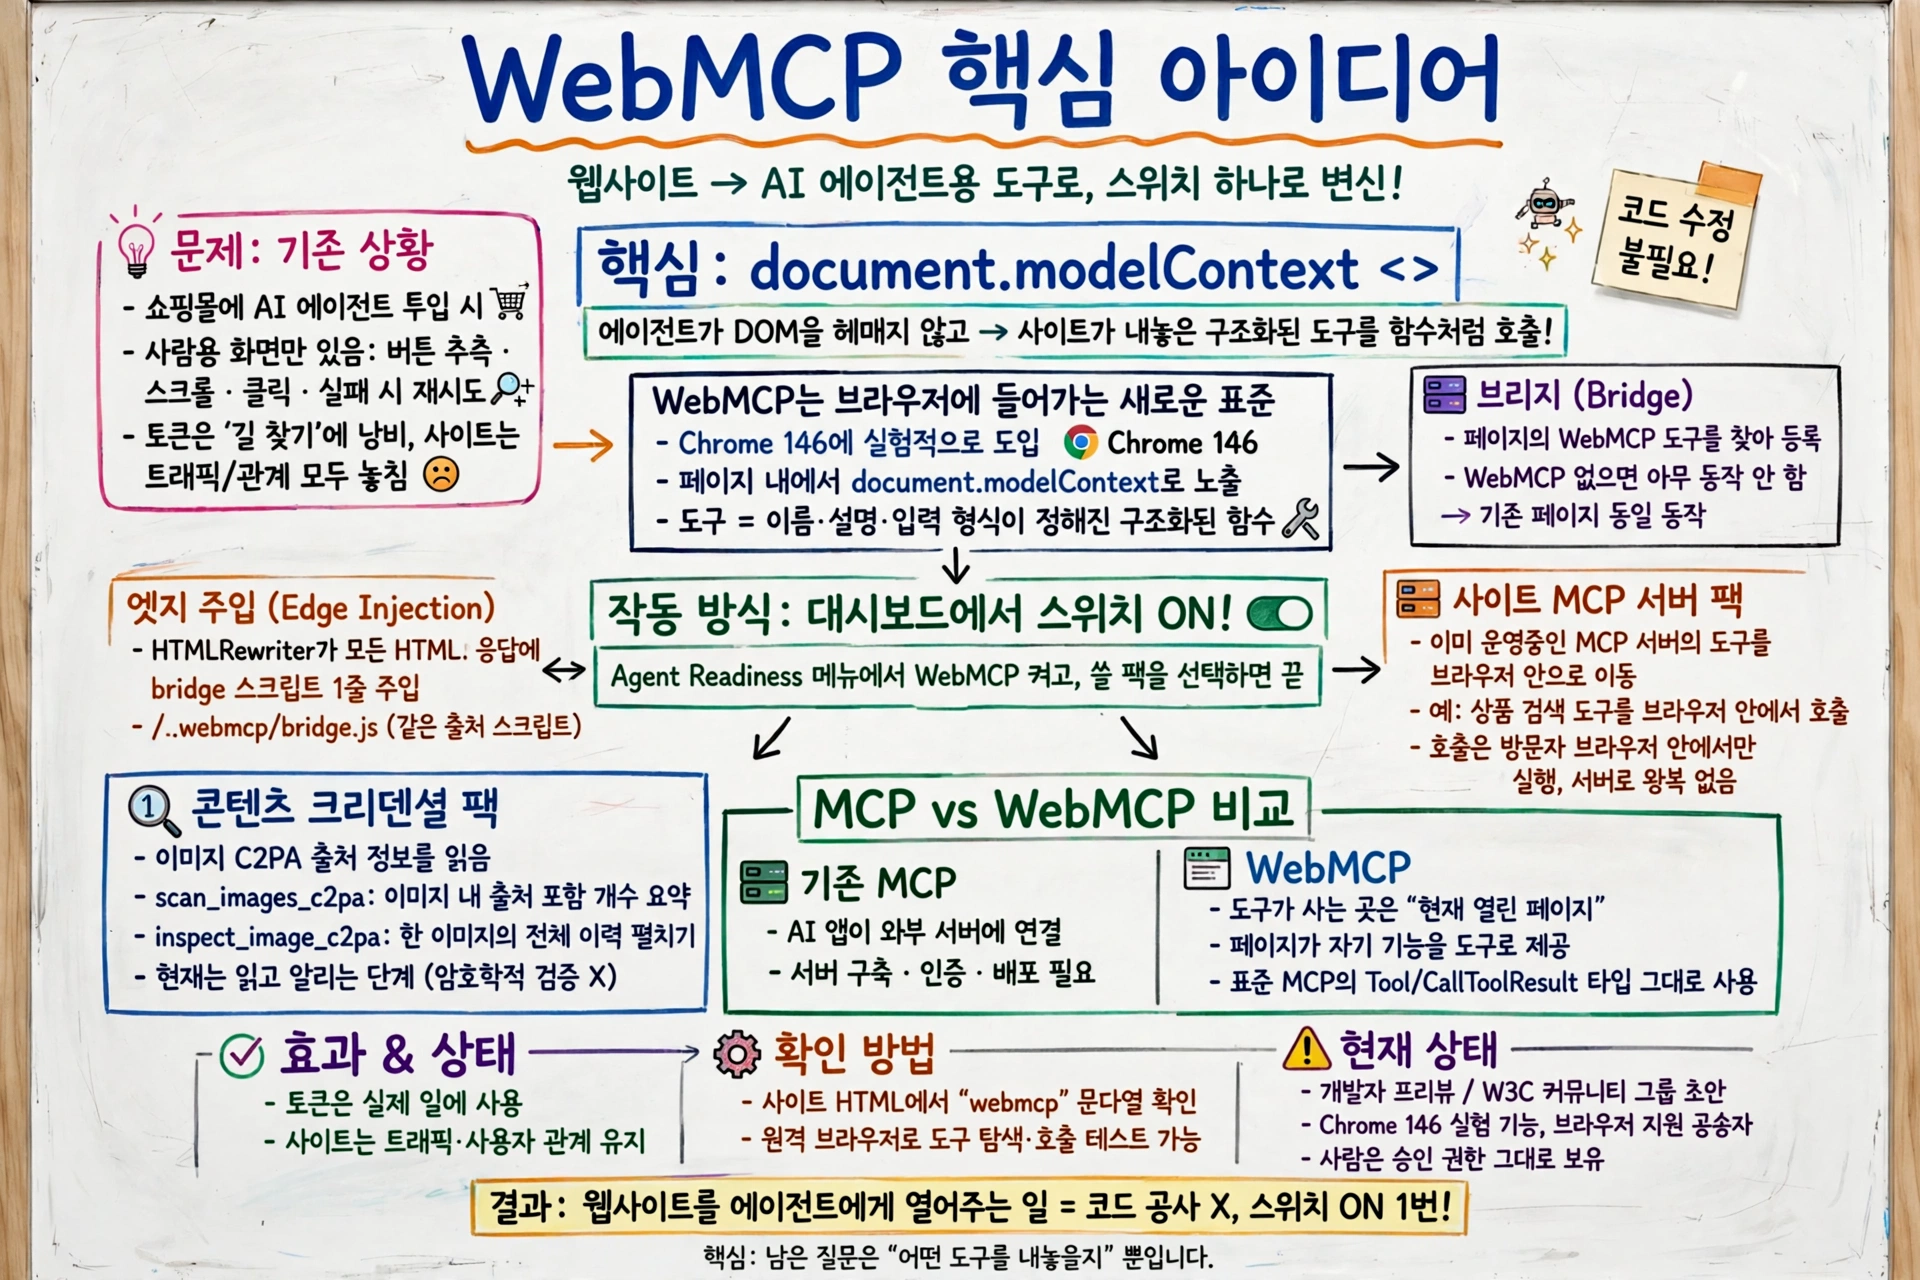 WebMCP 핵심 아이디어
웹사이트 → AI 에이전트용 도구로, 스위치 하나로 변신!
코드 수정
불필요!
문제: 기존 상황
- 쇼핑몰에 AI 에이전트 투입 시
- 사람용 화면만 있음: 버튼 추측 ·
스크롤 · 클릭 · 실패 시 재시도
- 토큰은 '길 찾기'에 낭비, 사이트는
트래픽/관계 모두 놓침
핵심: document.modelContext <>
에이전트가 DOM을 헤매지 않고 → 사이트가 내놓은 구조화된 도구를 함수처럼 호출!
WebMCP는 브라우저에 들어가는 새로운 표준
- Chrome 146에 실험적으로 도입 Chrome 146
- 페이지 내에서 document.modelContext로 노출
- 도구 = 이름·설명·입력 형식이 정해진 구조화된 함수
브리지 (Bridge)
- 페이지의 WebMCP 도구를 찾아 등록
- WebMCP 없으면 아무 동작 안 함
→ 기존 페이지 동일 동작
엣지 주입 (Edge Injection)
- HTMLRewriter가 모든 HTML. 응답에
bridge 스크립트 1줄 주입
- /..webmcp/bridge.js (같은 출처 스크립트)
작동 방식: 대시보드에서 스위치 ON!
Agent Readiness 메뉴에서 WebMCP 켜고, 쓸 팩을 선택하면 끝
사이트 MCP 서버 팩
- 이미 운영중인 MCP 서버의 도구를
브라우저 안으로 이동
- 예: 상품 검색 도구를 브라우저 안에서 호출
- 호출은 방문자 브라우저 안에서만
실행, 서버로 왕복 없음
1 콘텐츠 크리덴셜 팩
- 이미지 C2PA 출처 정보를 읽음
- scan_images_c2pa: 이미지 내 출처 포함 개수 요약
- inspect_image_c2pa: 한 이미지의 전체 이력 펼치기
- 현재는 읽고 알리는 단계 (암호학적 검증 X)
MCP vs WebMCP 비교
기존 MCP
- AI 앱이 와부 서버에 연결
- 서버 구축 · 인증 · 배포 필요
WebMCP
- 도구가 사는 곳은 "현재 열린 페이지"
- 페이지가 자기 기능을 도구로 제공
- 표준 MCP의 Tool/CallToolResult 타입 그대로 사용
효과 & 상태
- 토큰은 실제 일에 사용
- 사이트는 트래픽·사용자 관계 유지
확인 방법
- 사이트 HTML에서 "webmcp" 문다열 확인
- 원격 브라우저로 도구 탐색·호출 테스트 가능
현재 상태
- 개발자 프리뷰 / W3C 커뮤니티 그룹 초안
- Chrome 146 실험 기능, 브라우저 지원 공송자
- 사람은 승인 권한 그대로 보유
결과: 웹사이트를 에이전트에게 열어주는 일 = 코드 공사 X, 스위치 ON 1번!
핵심: 남은 질문은 "어떤 도구를 내놓을지" 뿐입니다.